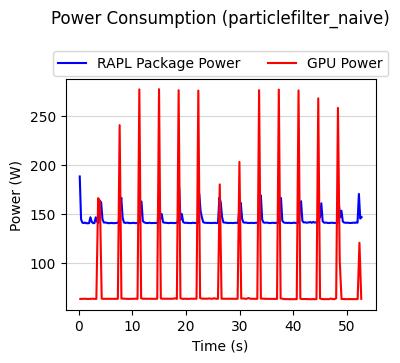 Power Consumption (particlefilter_naive)
RAPL Package Power GPU Power
250
200
150
100
Power (W)
0 10 20 30 40 50
Time (s)